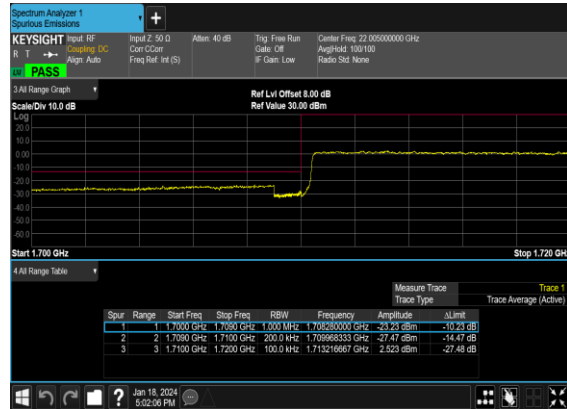 Spectrum Analyzer 1
Spurious Emissions
KEYSIGHT Input: RF Input Z: 50 Ω Atten: 40 dB Trig: Free Run Center Freq: 22.005000000 GHz
R T Coupling: DC Corr CCorr Gate: Off Avg|Hold: 100/100
Align: Auto Freq Ref: Int (S) IF Gain: Low Radio Std: None
PASS
3 All Range Graph
Ref Lvl Offset 8.00 dB
Scale/Div 10.0 dB Ref Value 30.00 dBm
Log
20.0
10.0
0.00
-10.0
-20.0
-30.0
-40.0
-50.0
-60.0
Start 1.700 GHz Stop 1.720 GH
4 All Range Table
Measure Trace Trace 1
Trace Type Trace Average (Active)
Spur Range Start Freq Stop Freq RBW Frequency Amplitude ΔLimit
1 1 1.7000 GHz 1.7090 GHz 1.000 MHz 1.708280000 GHz -23.23 dBm -10.23 dB
2 2 1.7090 GHz 1.7100 GHz 200.0 kHz 1.709968333 GHz -27.47 dBm -14.47 dB
3 3 1.7100 GHz 1.7200 GHz 100.0 kHz 1.713216667 GHz 2.523 dBm -27.48 dB
Jan 18, 2024
5:02:06 PM